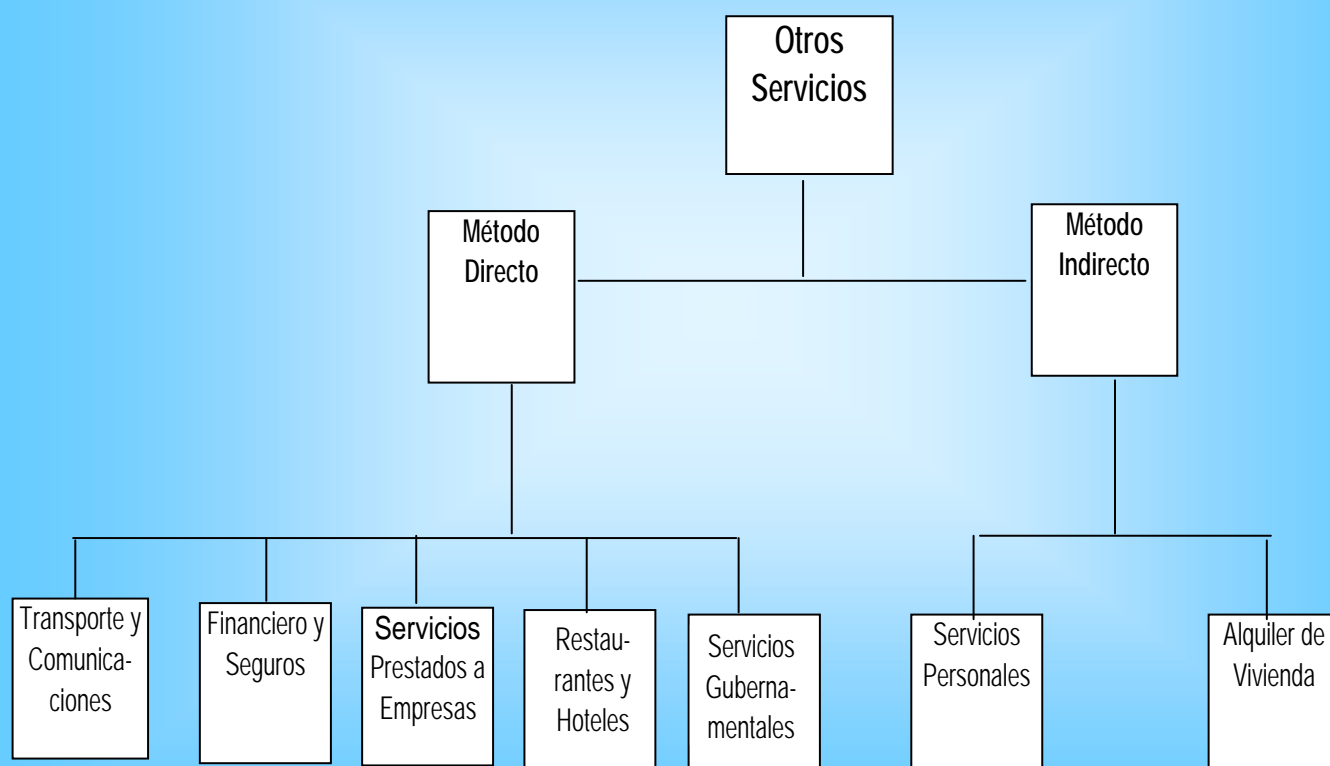 Otros
Servicios
Método
Directo
Método
Indirecto
Transporte y
Comunica-
ciones
Financiero y
Seguros
Servicios
Prestados a
Empresas
Restau-
rantes y
Hoteles
Servicios
Guberna-
mentales
Servicios
Personales
Alquiler de
Vivienda